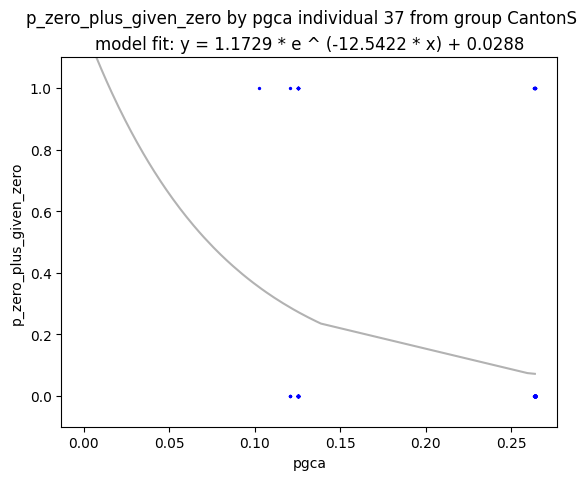 p_zero_plus_given_zero by pgca individual 37 from group CantonS
model fit: y = 1.1729 * e ^ (-12.5422 * x) + 0.0288
p_zero_plus_given_zero
1.0
0.8
0.6
0.4
0.2
0.0
0.00 0.05 0.10 0.15 0.20 0.25
pgca